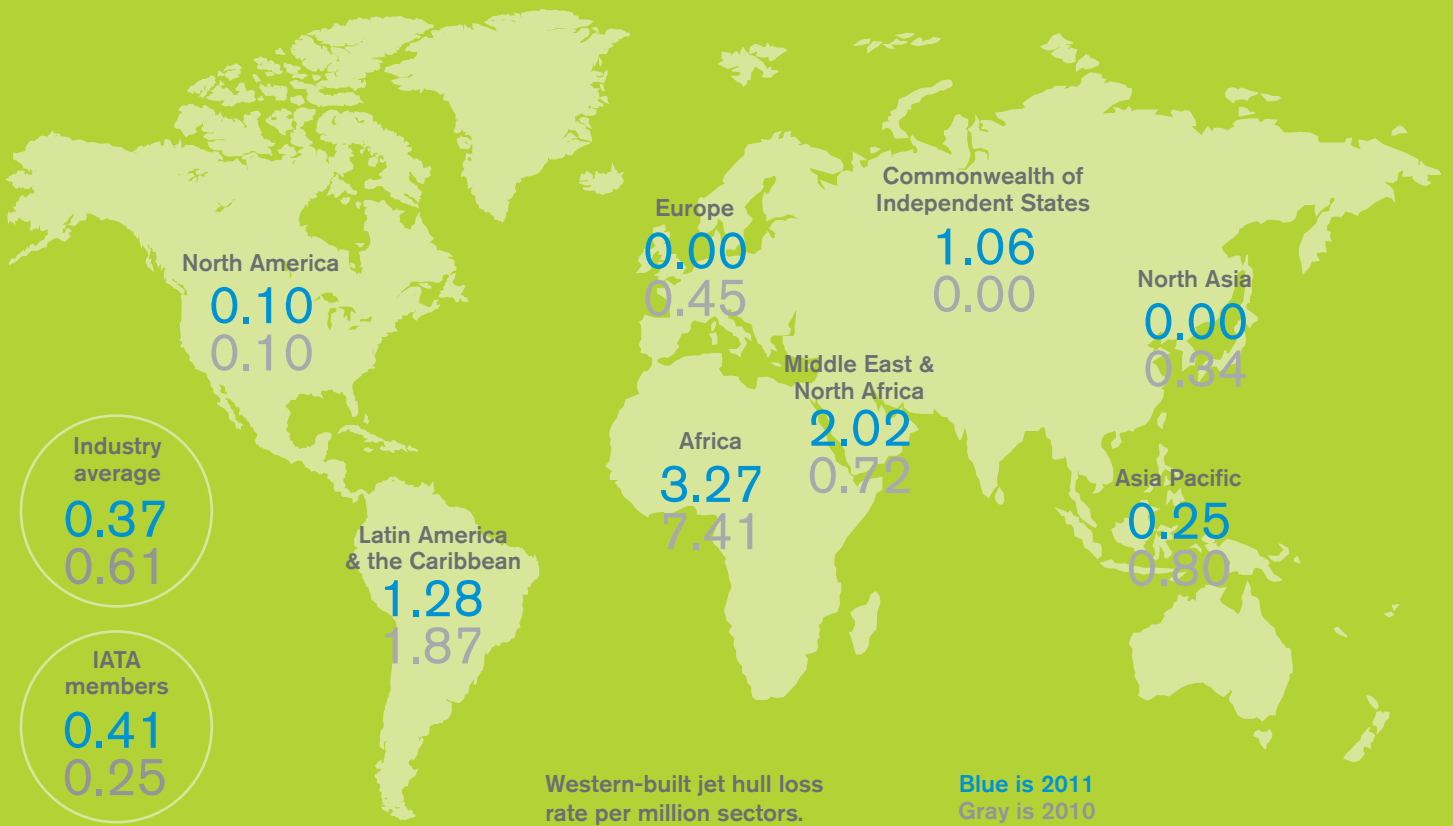 North America
0.10
0.10
Europe
0.00
0.45
Commonwealth of
Independent States
1.06
0.00
North Asia
0.00
0.34
Middle East &
North Africa
2.02
0.72
Africa
3.27
7.41
Asia Pacific
0.25
0.80
Latin America
& the Caribbean
1.28
1.87
Industry
average
0.37
0.61
IATA
members
0.41
0.25
Western-built jet hull loss
rate per million sectors.
Blue is 2011
Gray is 2010